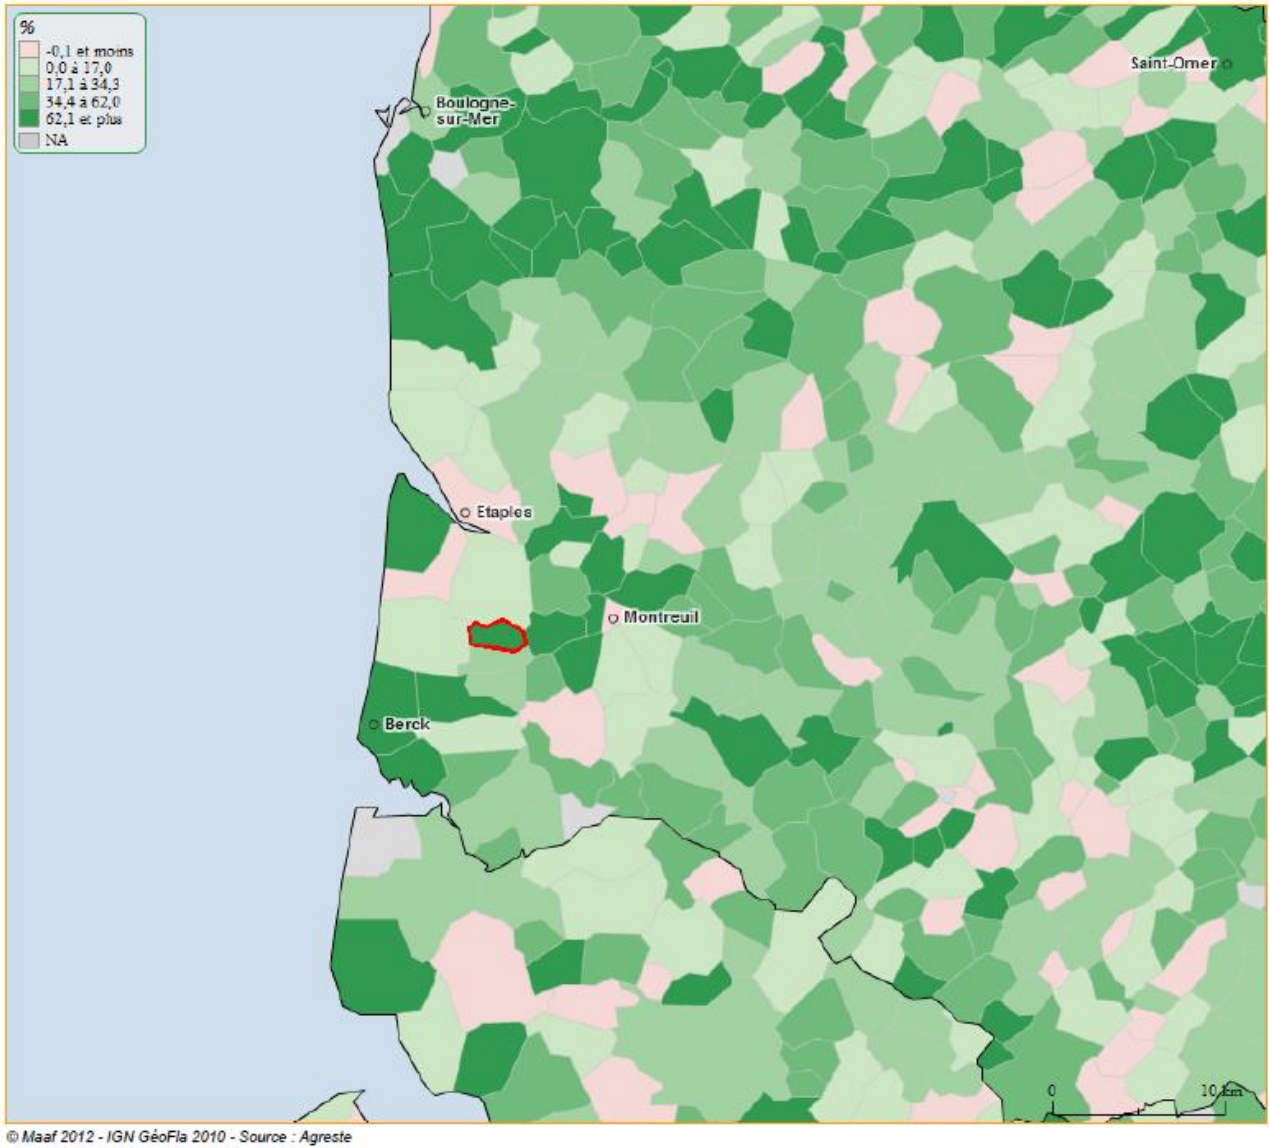 %
-0,1 et moins
0,0 à 17,0
17,1 à 34,3
34,4 à 62,0
62,1 et plus
NA
Saint-Omer
Boulogne-
sur-Mer
Etaples
Montreuil
Berck
0 10 km
© Maaf 2012 - IGN GéoFla 2010 - Source : Agreste